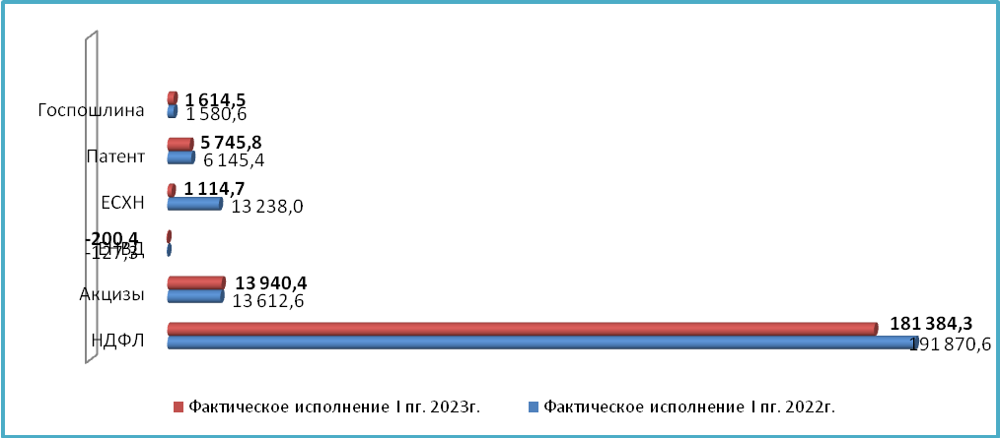 Госпошлина
1 614,5
1 580,6
Патент
5 745,8
6 145,4
ЕСХН
1 114,7
13 238,0
-200,4
ЕНВД
Акцизы
13 940,4
13 612,6
НДФЛ
181 384,3
191 870,6
Фактическое исполнение I пг. 2023г.
Фактическое исполнение I пг. 2022г.